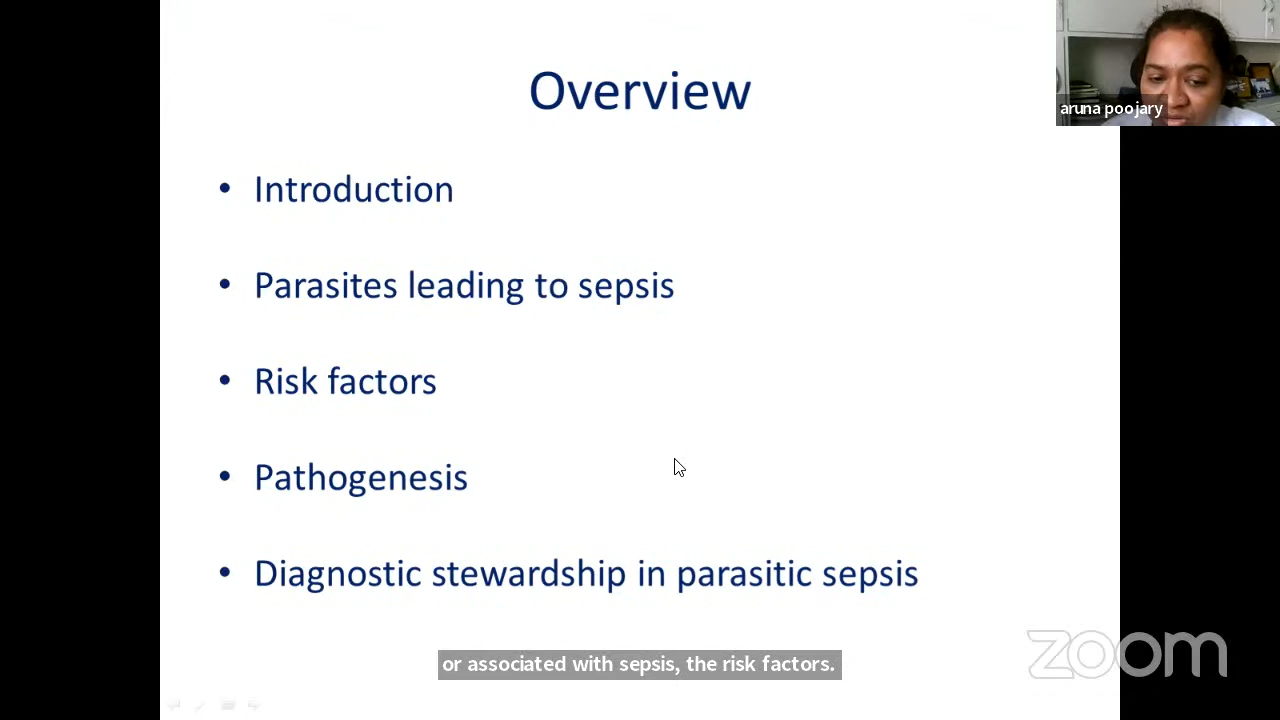 Overview
aruna poojary
• Introduction
• Parasites leading to sepsis
• Risk factors
• Pathogenesis
• Diagnostic stewardship in parasitic sepsis
or associated with sepsis, the risk factors.
zoom